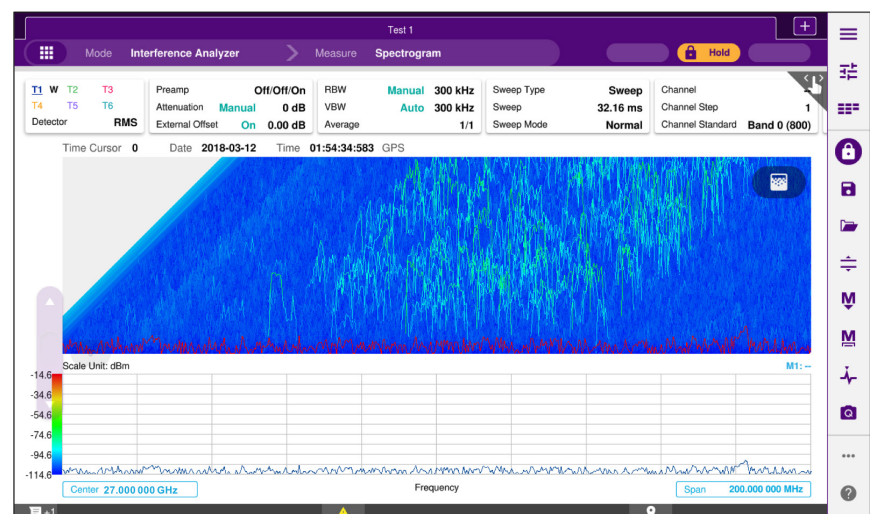 Test 1
Mode Interference Analyzer Measure Spectrogram Hold
T1 W T2 T3
T4 T5 T6
Detector RMS
Preamp Off/Off/On
Attenuation Manual 0 dB
External Offset On 0.00 dB
RBW Manual 300 kHz
VBW Auto 300 kHz
Average 1/1
Sweep Type Sweep
Sweep 32.16 ms
Sweep Mode Normal
Channel --
Channel Step 1
Channel Standard Band 0 (800)
Time Cursor 0 Date 2018-03-12 Time 01:54:34:583 GPS
Scale Unit: dBm M1: --
-14.6
-34.6
-54.6
-74.6
-94.6
-114.6
Center 27.000 000 GHz Frequency Span 200.000 000 MHz
+1
M
M